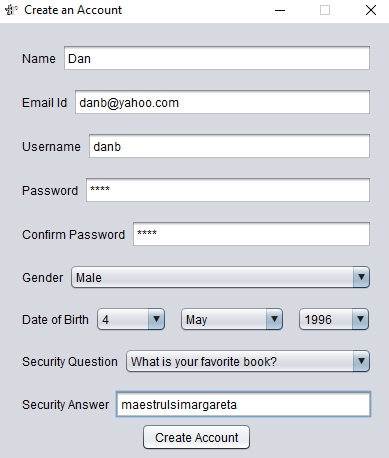 Create an Account
Name Dan
Email Id danb@yahoo.com
Username danb
Password ****
Confirm Password ****
Gender Male
Date of Birth 4 May 1996
Security Question What is your favorite book?
Security Answer maestrulsimargareta
Create Account